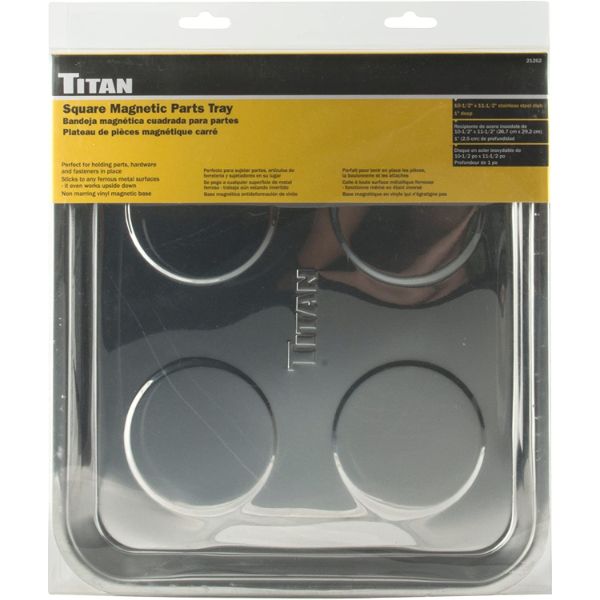 TITAN
21262
Square Magnetic Parts Tray
Bandeja magnética cuadrada para partes
Plateau de pièces magnétique carré
10-1/2" x 11-1/2" stainless steel dish
1" deep
Recipiente de acero inoxidable de
10-1/2" x 11-1/2" (26.7 cm x 29.2 cm)
1" (2.5 cm) de profundidad
Disque en acier inoxydable de
10-1/2 po x 11-1/2 po
Profondeur de 1 po
Perfect for holding parts, hardware
and fasteners in place
Sticks to any ferrous metal surfaces
- it even works upside down
Non marring vinyl magnetic base
Perfecto para sujetar partes, artículos de
ferretería y sujetadores en su lugar
Se pega a cualquier superficie de metal
ferroso - trabaja aún estando invertido
Base magnética antideformación de vinilo
Parfait pour tenir en place les pièces,
la boulonnerie et les attaches
Colle à toute surface métallique ferreuse
- fonctionne même en étant inversé
Base magnétique en vinyle qui n'égratigne pas
TITAN